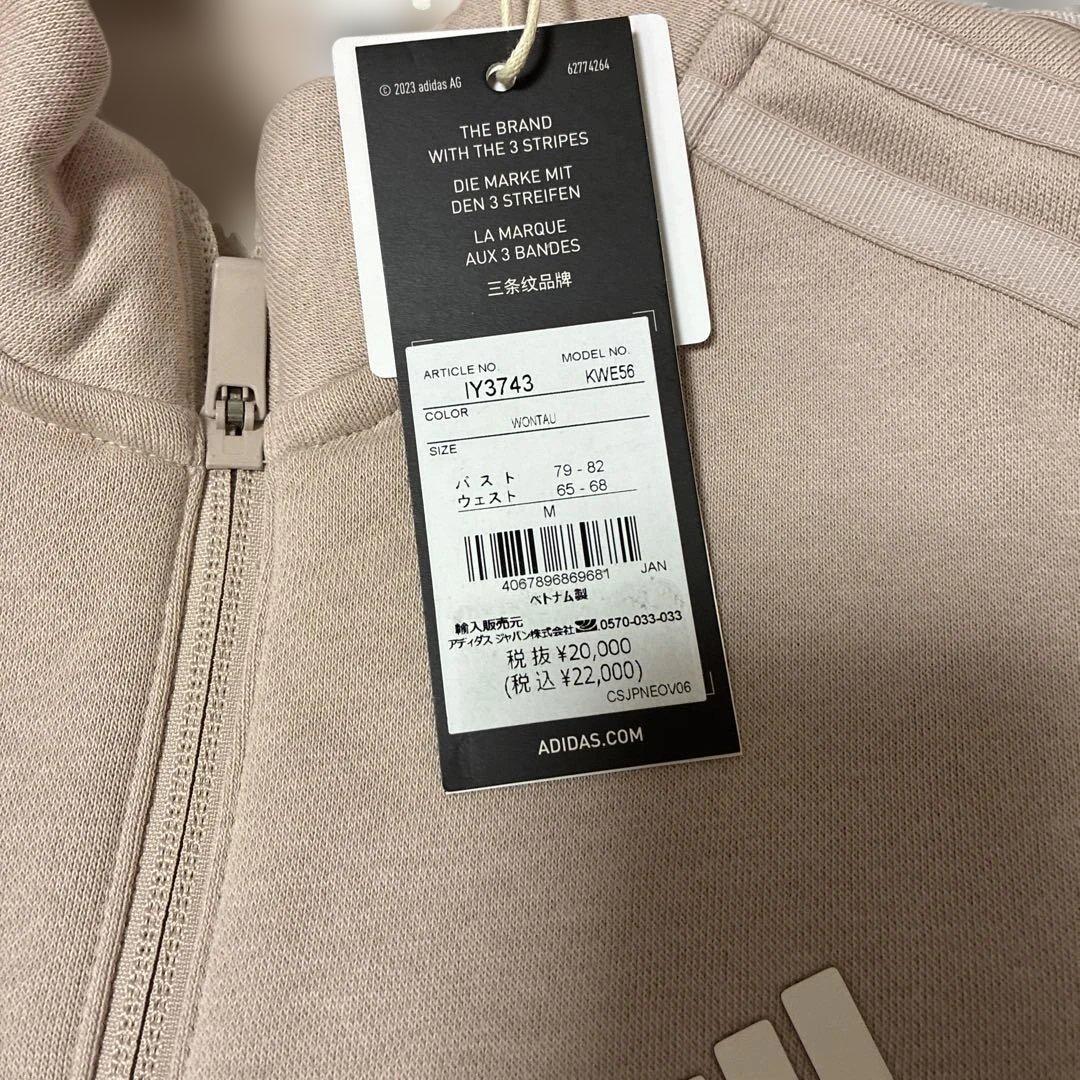 © 2023 adidas AG
62774264
THE BRAND
WITH THE 3 STRIPES
DIE MARKE MIT
DEN 3 STREIFEN
LA MARQUE
AUX 3 BANDES
三条纹品牌
ARTICLE NO.
MODEL NO.
IY3743
KWE56
COLOR
WONTAU
SIZE
バスト 79 - 82
ウェスト 65 - 68
M
4067896869681
JAN
ベトナム製
輸入販売元
アディダス ジャパン株式会社 0570-033-033
税抜 ¥20,000
(税込 ¥22,000)
CSJPNEOV06
ADIDAS.COM